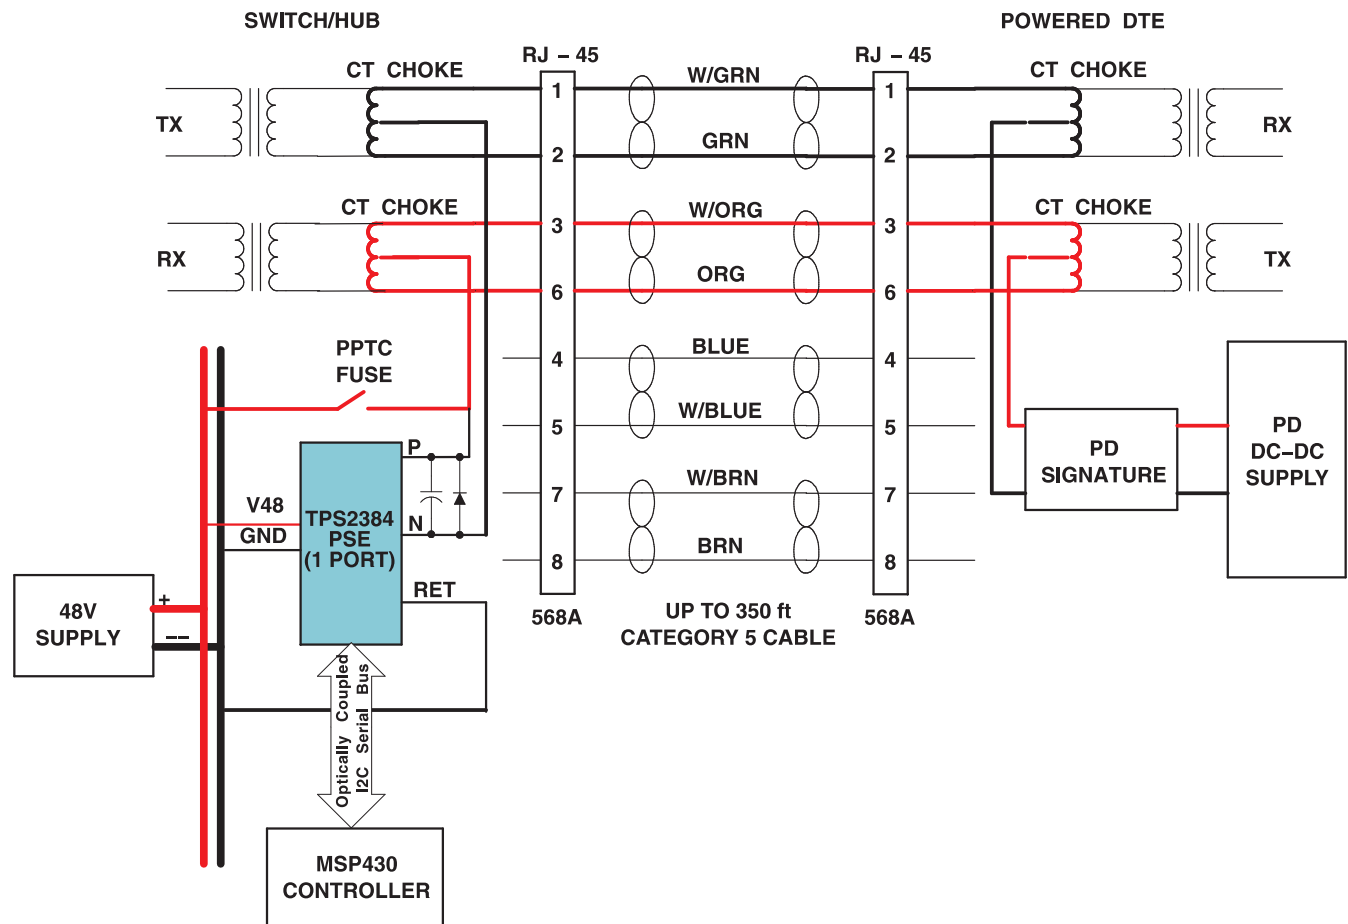 SWITCH/HUB
POWERED DTE
RJ – 45
RJ – 45
CT CHOKE
W/GRN
CT CHOKE
1
1
TX
RX
GRN
2
2
CT CHOKE
W/ORG
CT CHOKE
3
3
RX
TX
ORG
6
6
PPTC
FUSE
BLUE
4
4
W/BLUE
5
5
P
PD
SIGNATURE
PD
DC–DC
SUPPLY
W/BRN
7
7
V48
GND
N
TPS2384
PSE
(1 PORT)
BRN
8
8
RET
568A
568A
UP TO 350 ft
CATEGORY 5 CABLE
48V
SUPPLY
+
––
Optically Coupled
I2C Serial Bus
MSP430
CONTROLLER